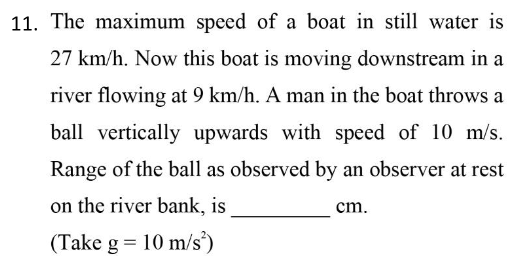 11. The maximum speed of a boat in still water is
27 km/h. Now this boat is moving downstream in a
river flowing at 9 km/h. A man in the boat throws a
ball vertically upwards with speed of 10 m/s.
Range of the ball as observed by an observer at rest
on the river bank, is __________ cm.
(Take g = 10 m/s²)